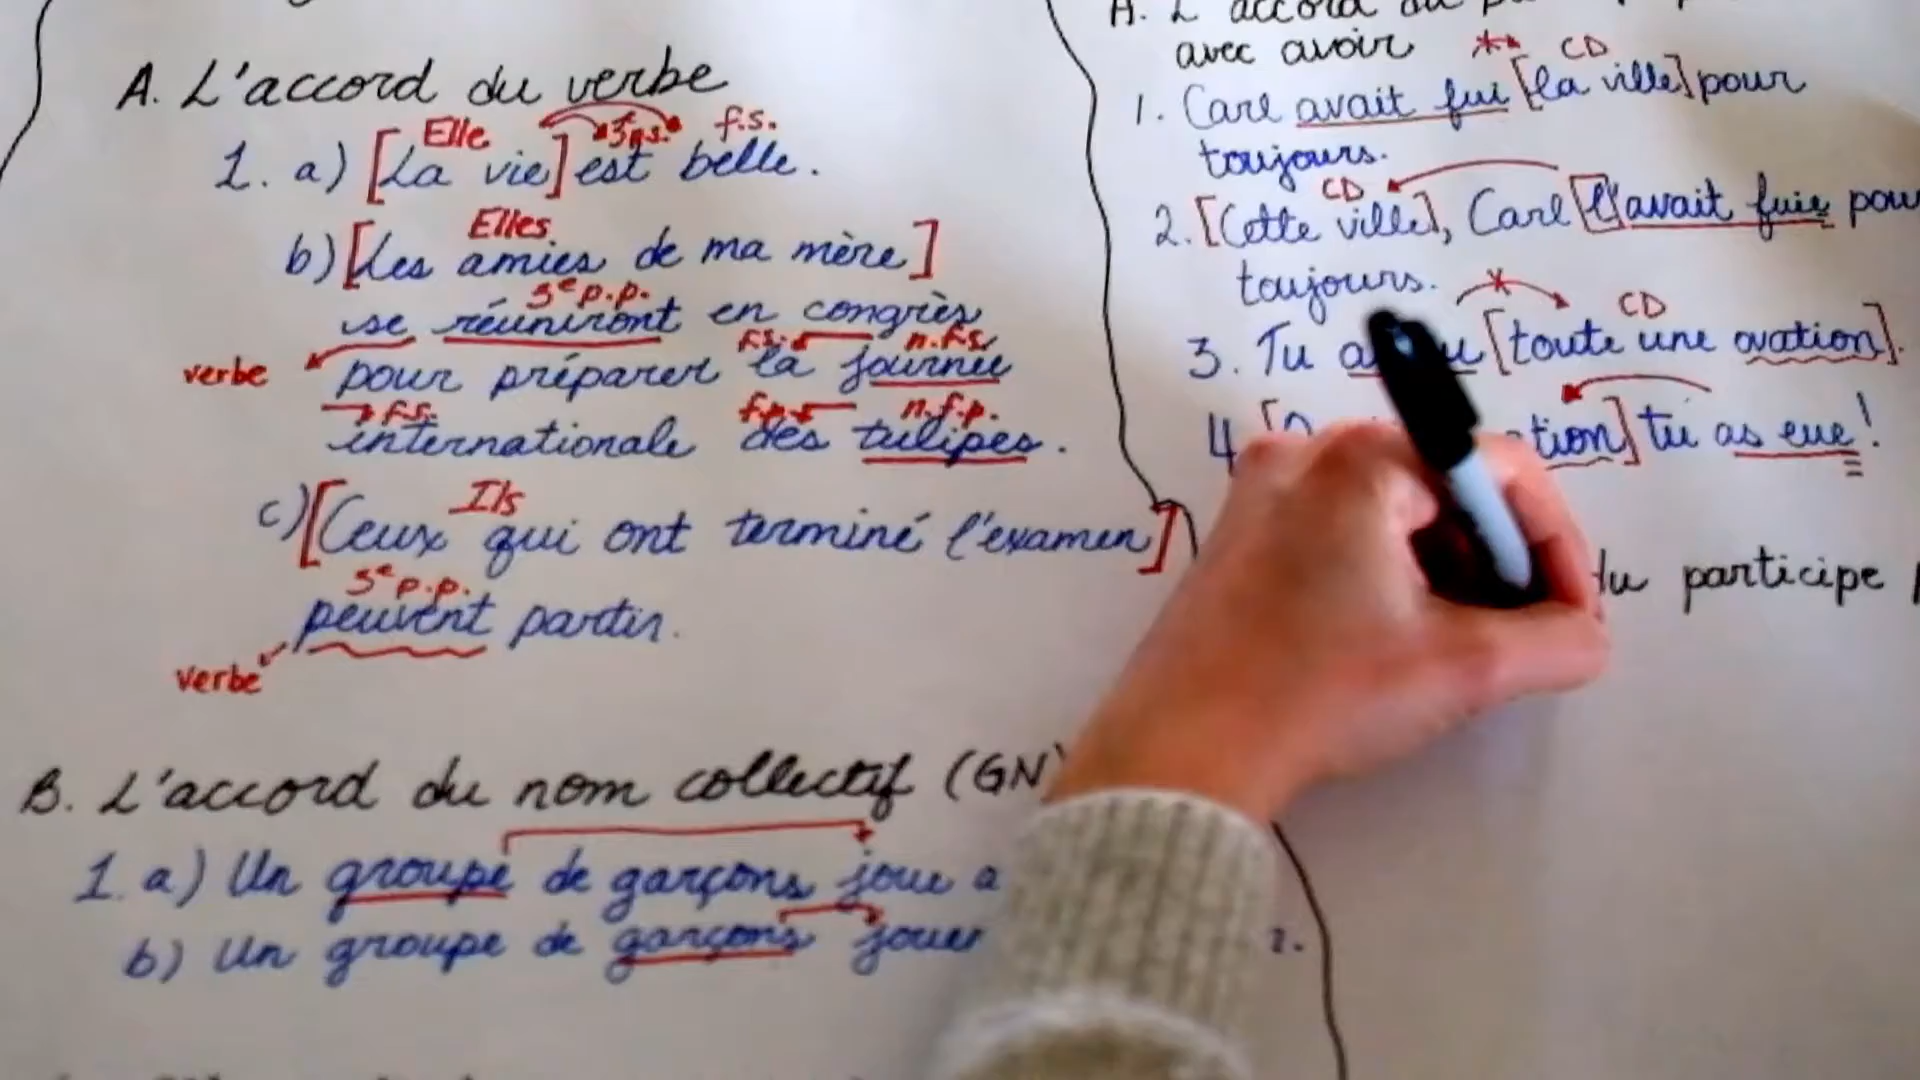 A. L'accord du verbe
Elle 3e p.s. f.s.
1. a) [La vie] est belle.
Elles
b) [Les amies de ma mère]
3e p.p.
se réuniront en congrès
f.s. n.f.s.
verbe pour préparer la journée
f.s. f.p. n.f.p.
internationale des tulipes.
Ils
c) [Ceux qui ont terminé l'examen]
3e p.p.
peuvent partir.
verbe
B. L'accord du nom collectif (GN)
1. a) Un groupe de garçons joue a
b) Un groupe de garçons jouen
A. L'accord du
avec avoir CD
1. Carl avait fui [la ville] pour
toujours.
CD
2. [Cette ville], Carl [l']avait fuie pour
toujours.
CD
3. Tu [toute une ovation].
4. tion] tu as eue!
du participe